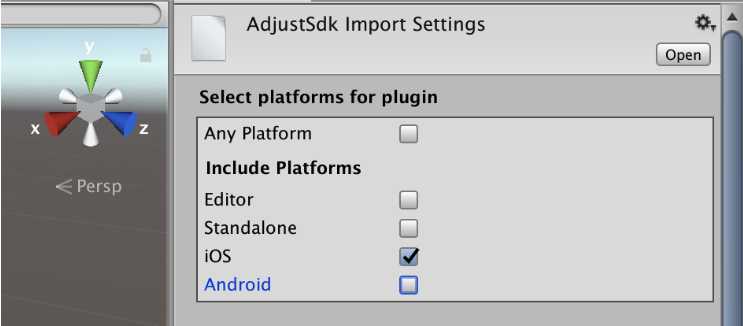 AdjustSdk Import Settings
Open
y
x
z
Persp
Select platforms for plugin
Any Platform
Include Platforms
Editor
Standalone
iOS
Android